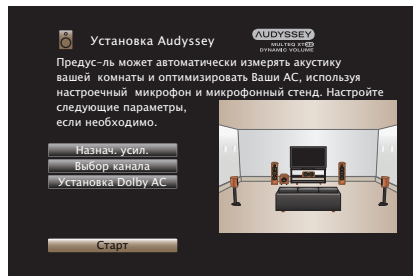 Установка Audyssey
AUDYSSEY
MULTEQ XT32
DYNAMIC VOLUME
Предус-ль может автоматически измерять акустику
вашей комнаты и оптимизировать Ваши АС, используя
настроечный микрофон и микрофонный стенд. Настройте
следующие параметры,
если необходимо.
Назнач. усил.
Выбор канала
Установка Dolby АС
Старт